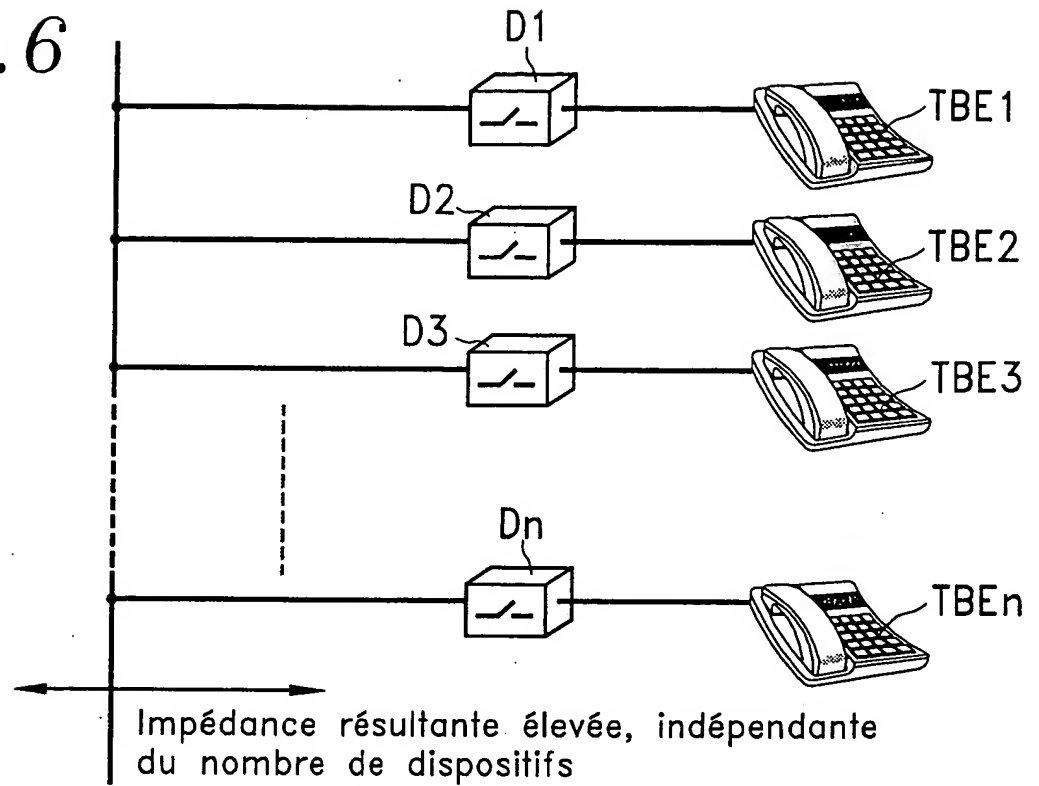 . 6
D1
TBE1
D2
TBE2
D3
TBE3
Dn
TBEn
Impédance résultante élevée, indépendante
du nombre de dispositifs